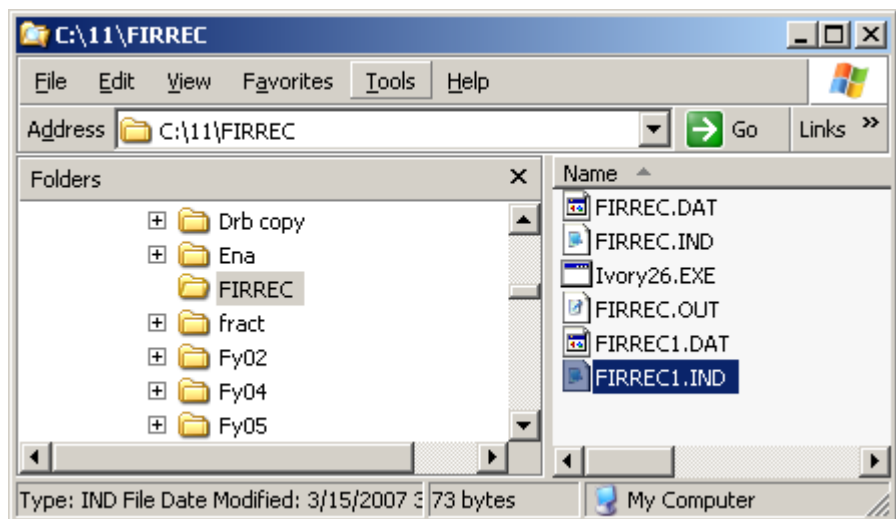 C:\11\FIRREC
File Edit View Favorites Tools Help
Address C:\11\FIRREC Go Links »
Folders
Drb copy
Ena
FIRREC
fract
Fy02
Fy04
Fy05
Name
FIRREC.DAT
FIRREC.IND
Ivory26.EXE
FIRREC.OUT
FIRREC1.DAT
FIRREC1.IND
Type: IND File Date Modified: 3/15/2007 3 73 bytes My Computer